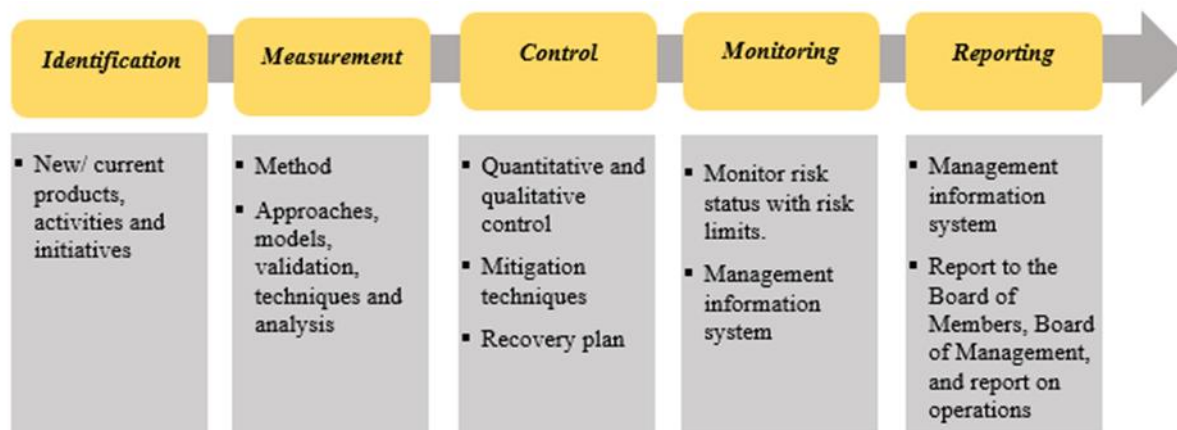 Identification
Measurement
Control
Monitoring
Reporting
▪ New/ current
products,
activities and
initiatives
▪ Method
▪ Approaches,
models,
validation,
techniques and
analysis
▪ Quantitative and
qualitative
control
▪ Mitigation
techniques
▪ Recovery plan
▪ Monitor risk
status with risk
limits.
▪ Management
information
system
▪ Management
information
system
▪ Report to the
Board of
Members, Board
of Management,
and report on
operations